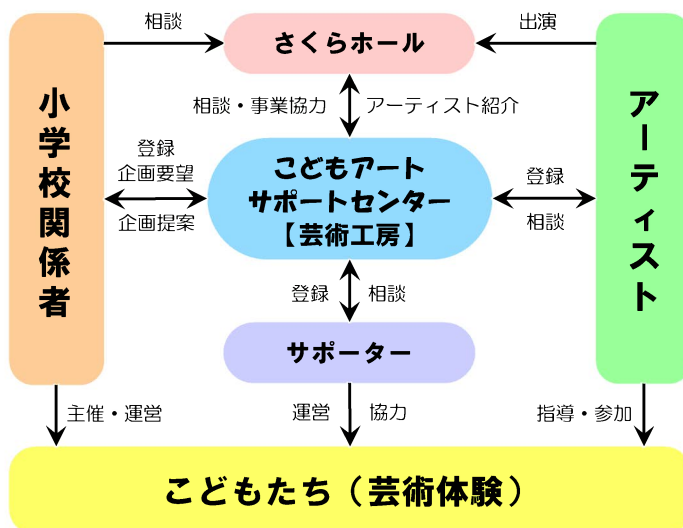 相談
さくらホール
出演
小学校関係者
アーティスト
相談・事業協力
アーティスト紹介
登録
企画要望
企画提案
こどもアート
サポートセンター
【芸術工房】
登録
相談
登録
相談
サポーター
主催・運営
運営
協力
指導・参加
こどもたち(芸術体験)